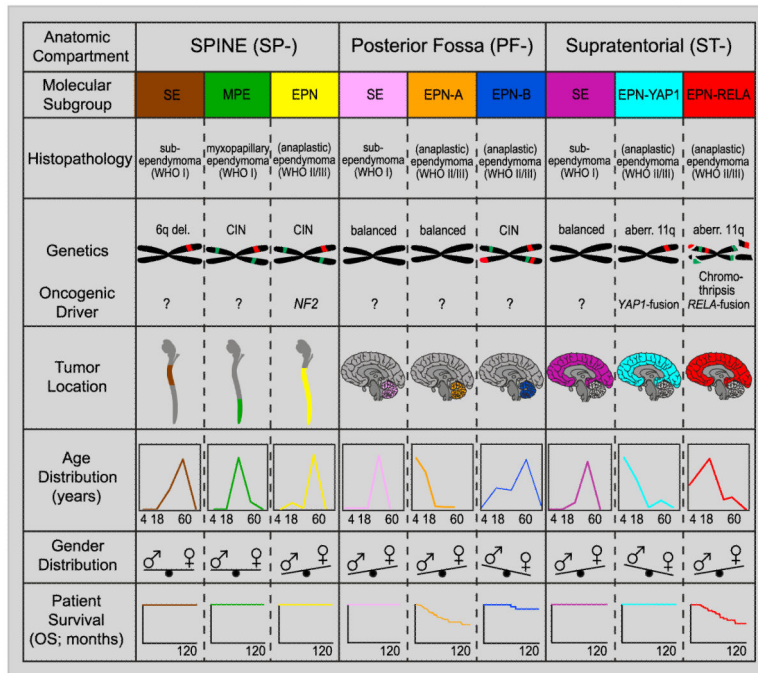 Anatomic Compartment SPINE (SP-) Posterior Fossa (PF-) Supratentorial (ST-)
Molecular Subgroup SE MPE EPN SE EPN-A EPN-B SE EPN-YAP1 EPN-RELA
Histopathology
sub-ependymoma (WHO I)
myxopapillary ependymoma (WHO I)
(anaplastic) ependymoma (WHO II/III)
sub-ependymoma (WHO I)
(anaplastic) ependymoma (WHO II/III)
(anaplastic) ependymoma (WHO II/III)
sub-ependymoma (WHO I)
(anaplastic) ependymoma (WHO II/III)
(anaplastic) ependymoma (WHO II/III)
Genetics 6q del. CIN CIN balanced balanced CIN balanced aberr. 11q aberr. 11q
Chromo-
thripsis
Oncogenic Driver ? ? NF2 ? ? ? ? YAP1-fusion RELA-fusion
Tumor Location
Age Distribution (years)
4 18 60 4 18 60 4 18 60 4 18 60 4 18 60 4 18 60 4 18 60 4 18 60 4 18 60
Gender Distribution
♂ ♀ ♂ ♀ ♂ ♀ ♂ ♀ ♂ ♀ ♂ ♀ ♂ ♀ ♂ ♀ ♂ ♀
Patient Survival (OS; months)
120 120 120 120 120 120 120 120 120